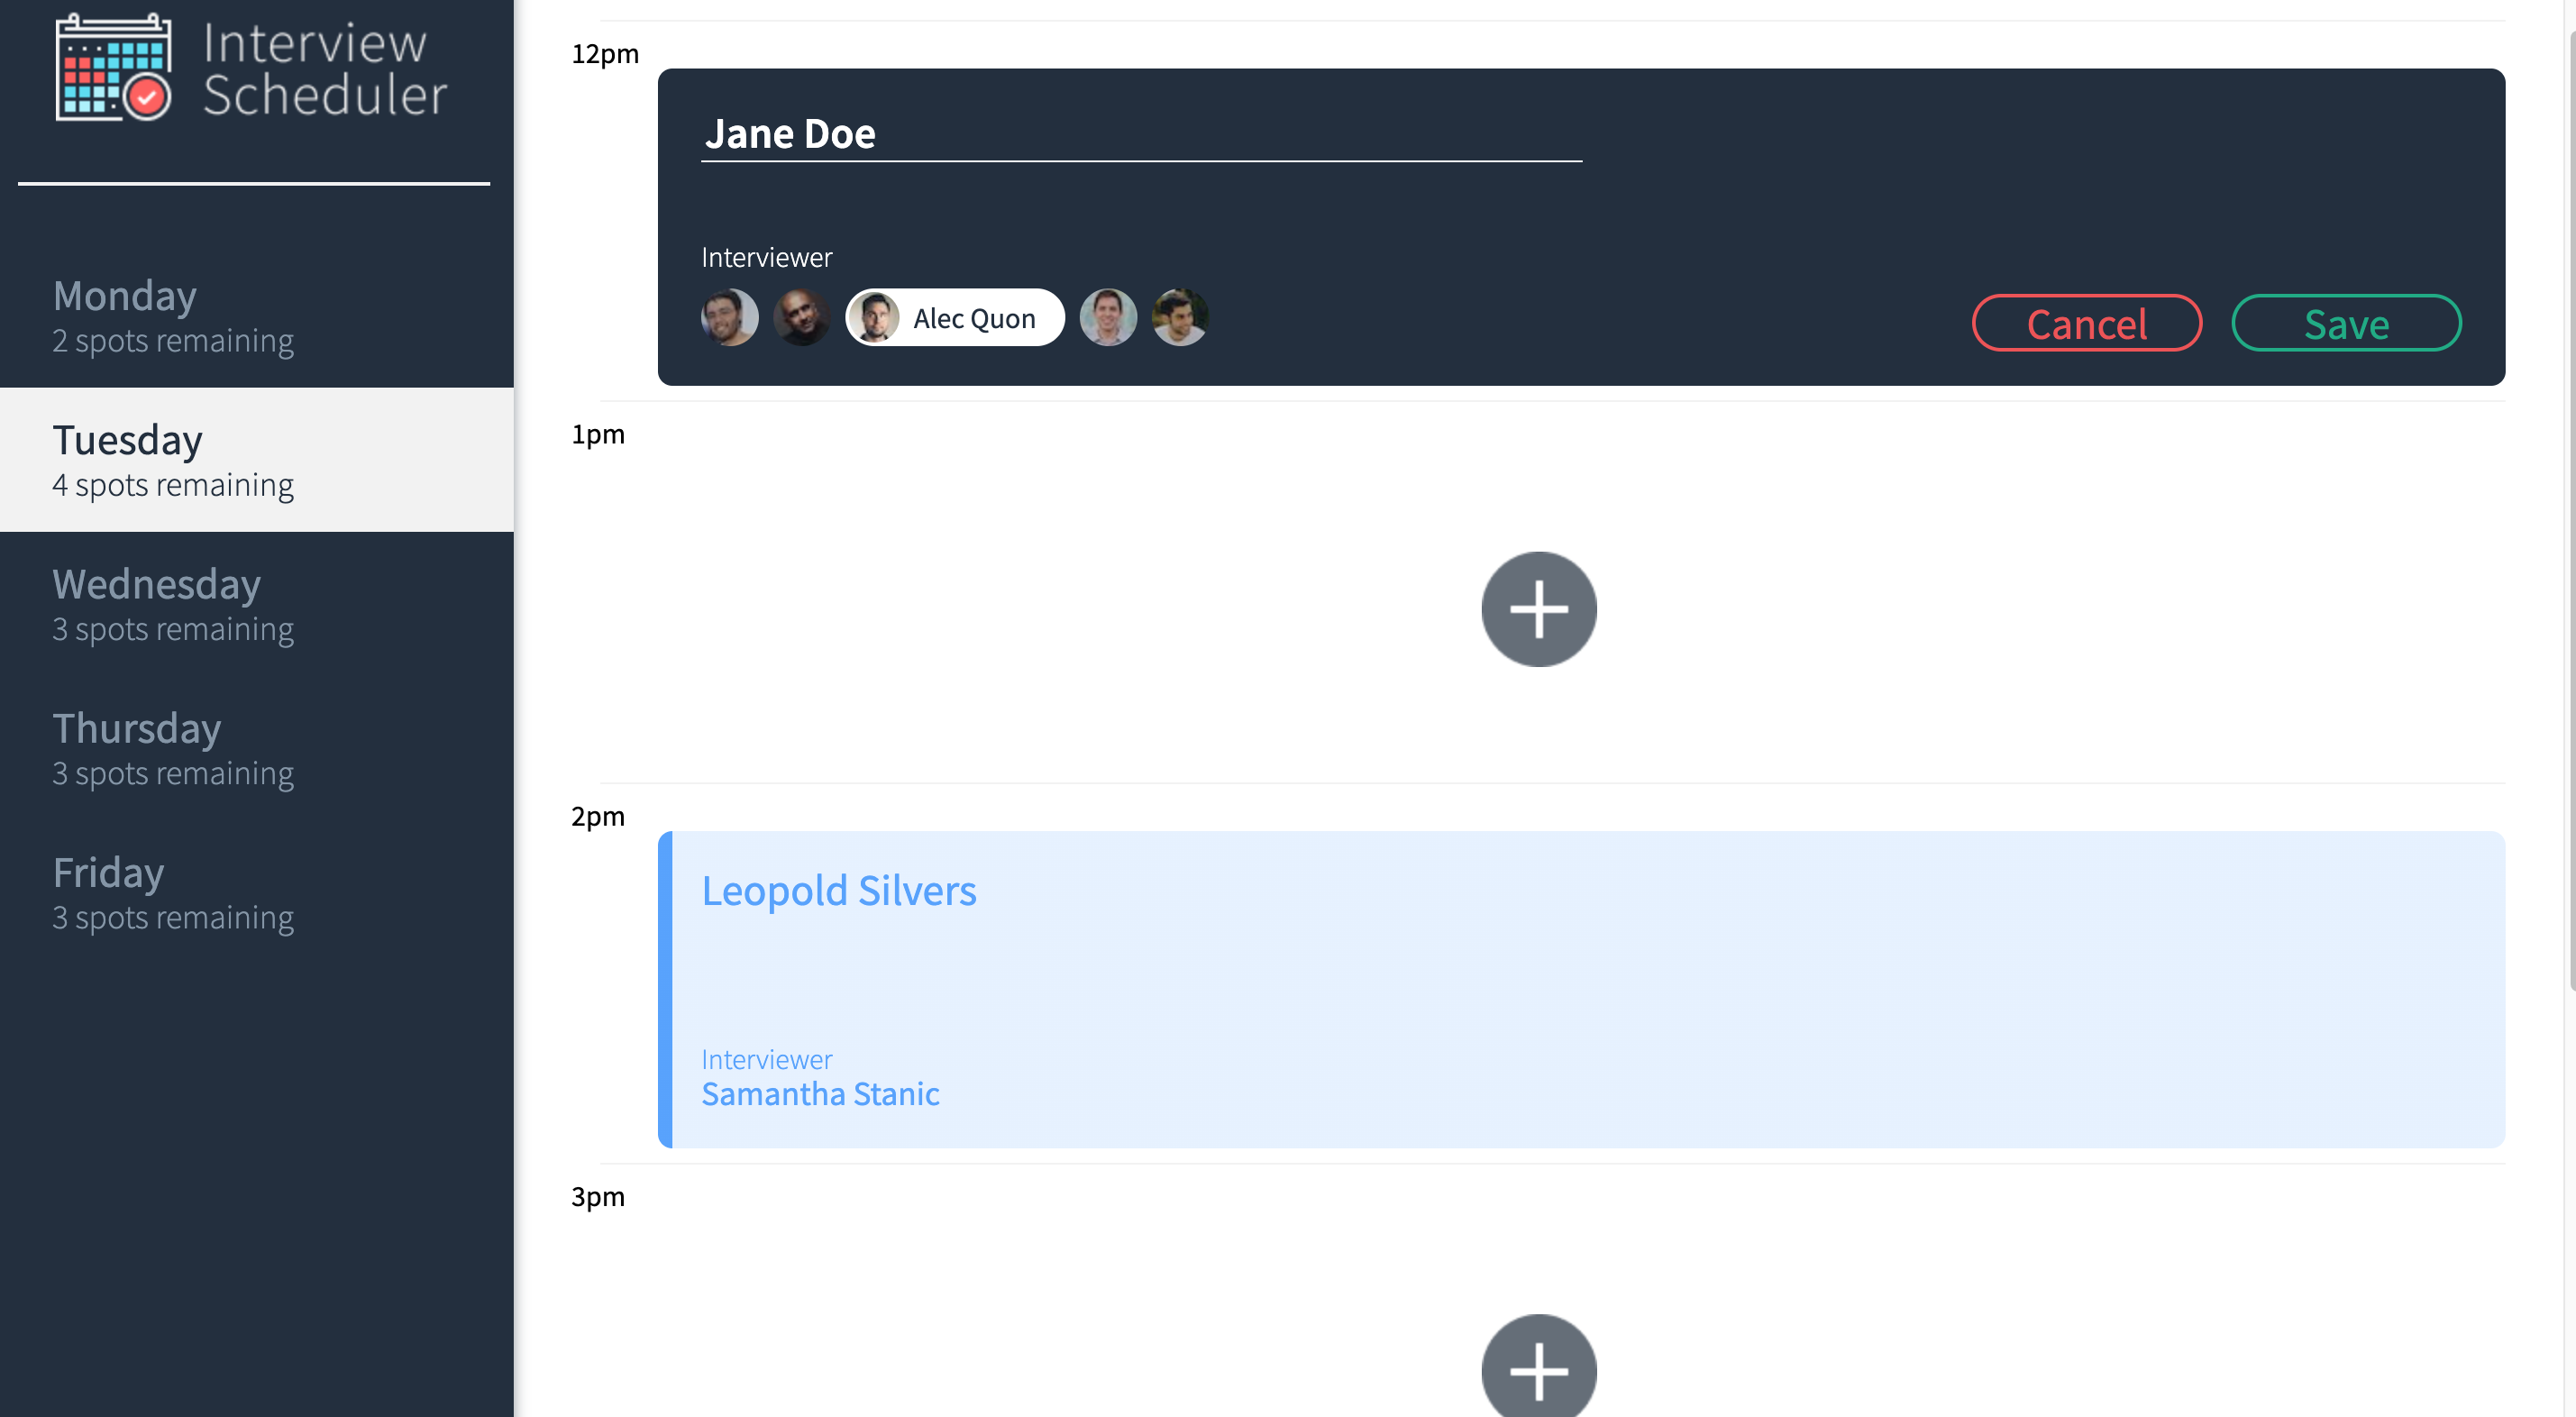 Interview
Scheduler
Monday
2 spots remaining
Tuesday
4 spots remaining
Wednesday
3 spots remaining
Thursday
3 spots remaining
Friday
3 spots remaining
12pm
Jane Doe
Interviewer
Alec Quon
Cancel
Save
1pm
2pm
Leopold Silvers
Interviewer
Samantha Stanic
3pm